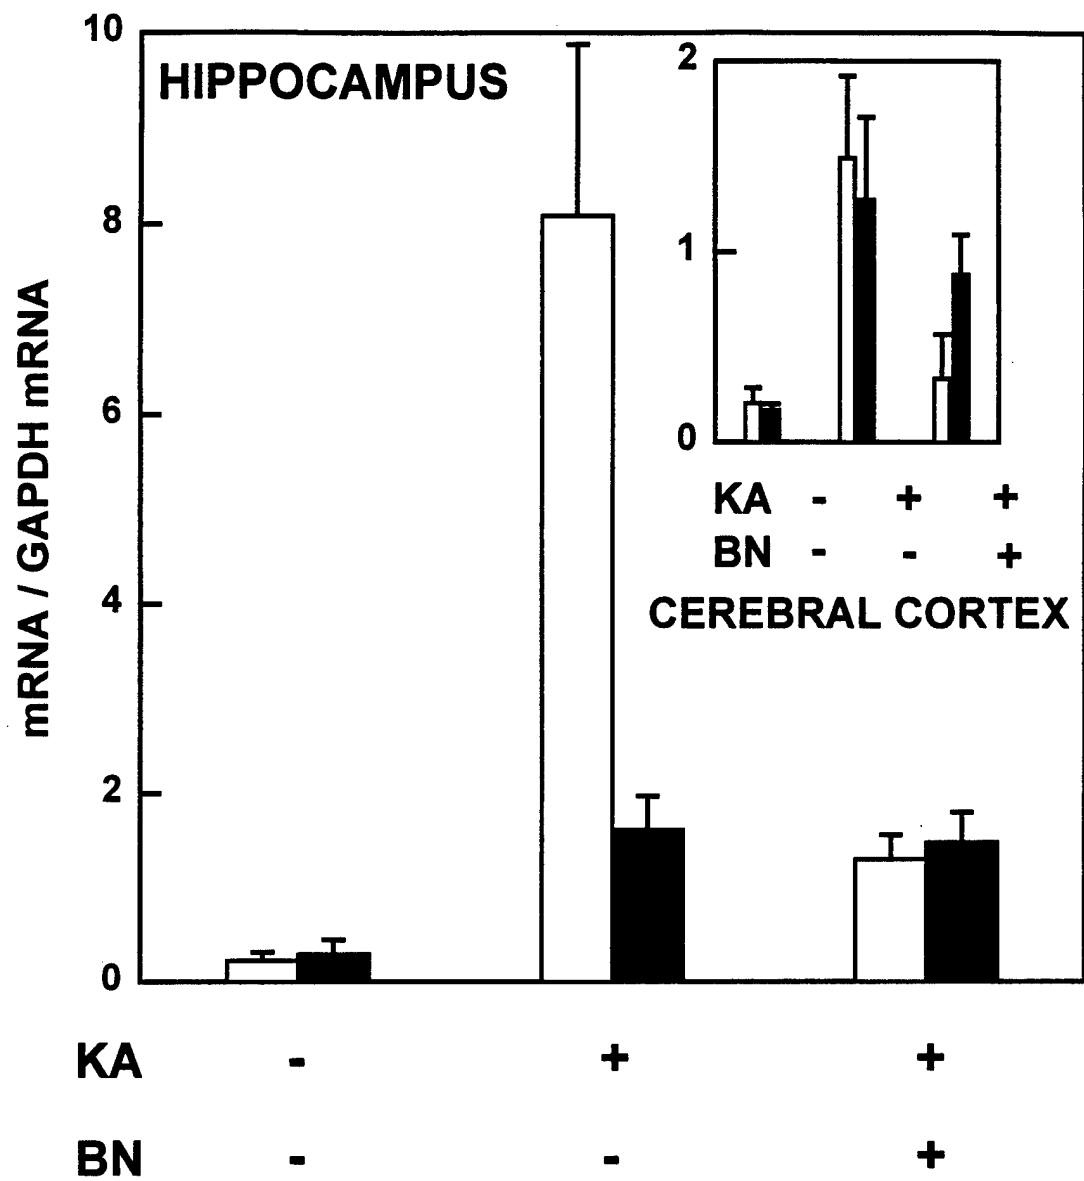 10
HIPPOCAMPUS
8
6
4
2
0
mRNA / GAPDH mRNA
2
1
0
KA - + +
BN - - +
CEREBRAL CORTEX
KA - + +
BN - - +